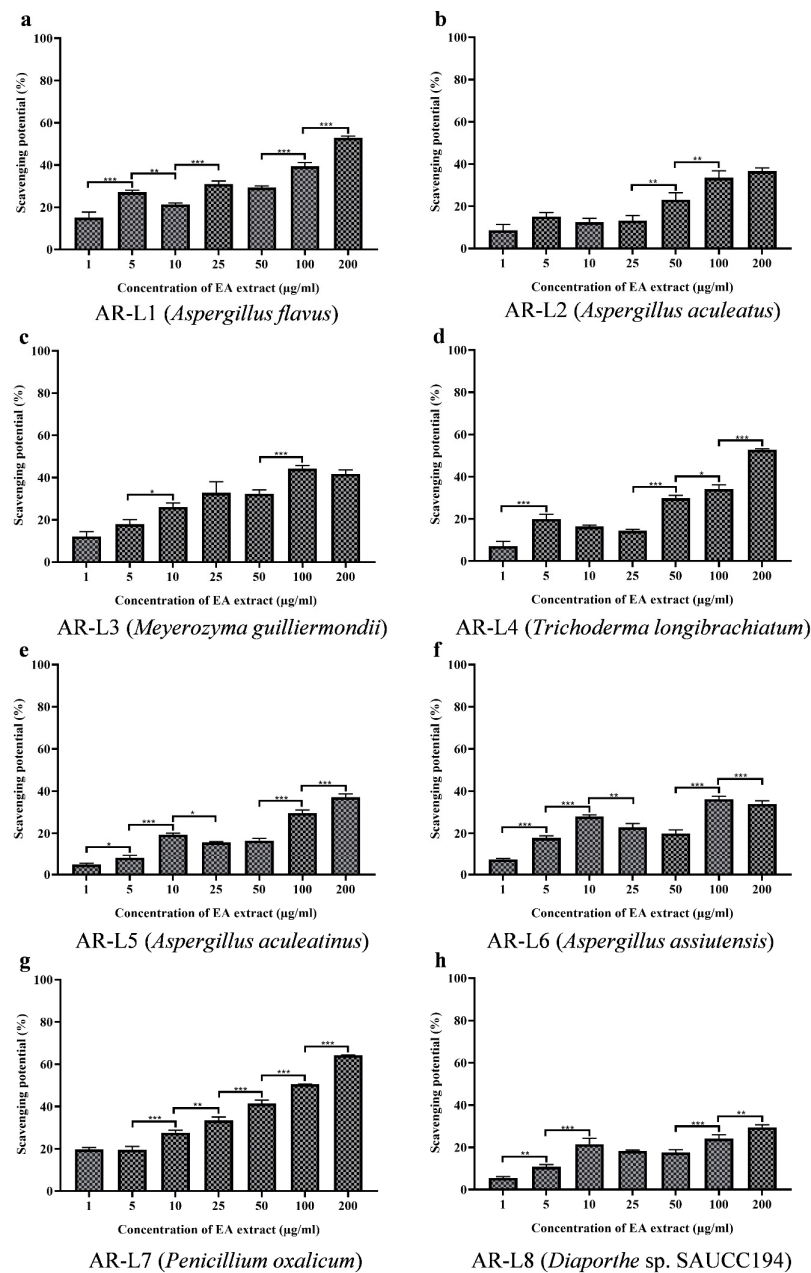 a
Scavenging potential (%)
100
80
60
40
20
0
***
**
***
***
***
1 5 10 25 50 100 200
Concentration of EA extract (µg/ml)
AR-L1 (Aspergillus flavus)
b
Scavenging potential (%)
100
80
60
40
20
0
**
**
1 5 10 25 50 100 200
Concentration of EA extract (µg/ml)
AR-L2 (Aspergillus aculeatus)
c
Scavenging potential (%)
100
80
60
40
20
0
*
***
1 5 10 25 50 100 200
Concentration of EA extract (µg/ml)
AR-L3 (Meyerozyma guilliermondii)
d
Scavenging potential (%)
100
80
60
40
20
0
***
***
*
***
1 5 10 25 50 100 200
Concentration of EA extract (µg/ml)
AR-L4 (Trichoderma longibrachiatum)
e
Scavenging potential (%)
100
80
60
40
20
0
*
***
*
***
***
1 5 10 25 50 100 200
Concentration of EA extract (µg/ml)
AR-L5 (Aspergillus aculeatinus)
f
Scavenging potential (%)
100
80
60
40
20
0
***
***
**
***
***
1 5 10 25 50 100 200
Concentration of EA extract (µg/ml)
AR-L6 (Aspergillus assiutensis)
g
Scavenging potential (%)
100
80
60
40
20
0
***
**
***
***
***
1 5 10 25 50 100 200
Concentration of EA extract (µg/ml)
AR-L7 (Penicillium oxalicum)
h
Scavenging potential (%)
100
80
60
40
20
0
**
***
***
**
1 5 10 25 50 100 200
Concentration of EA extract (µg/ml)
AR-L8 (Diaporthe sp. SAUCC194)